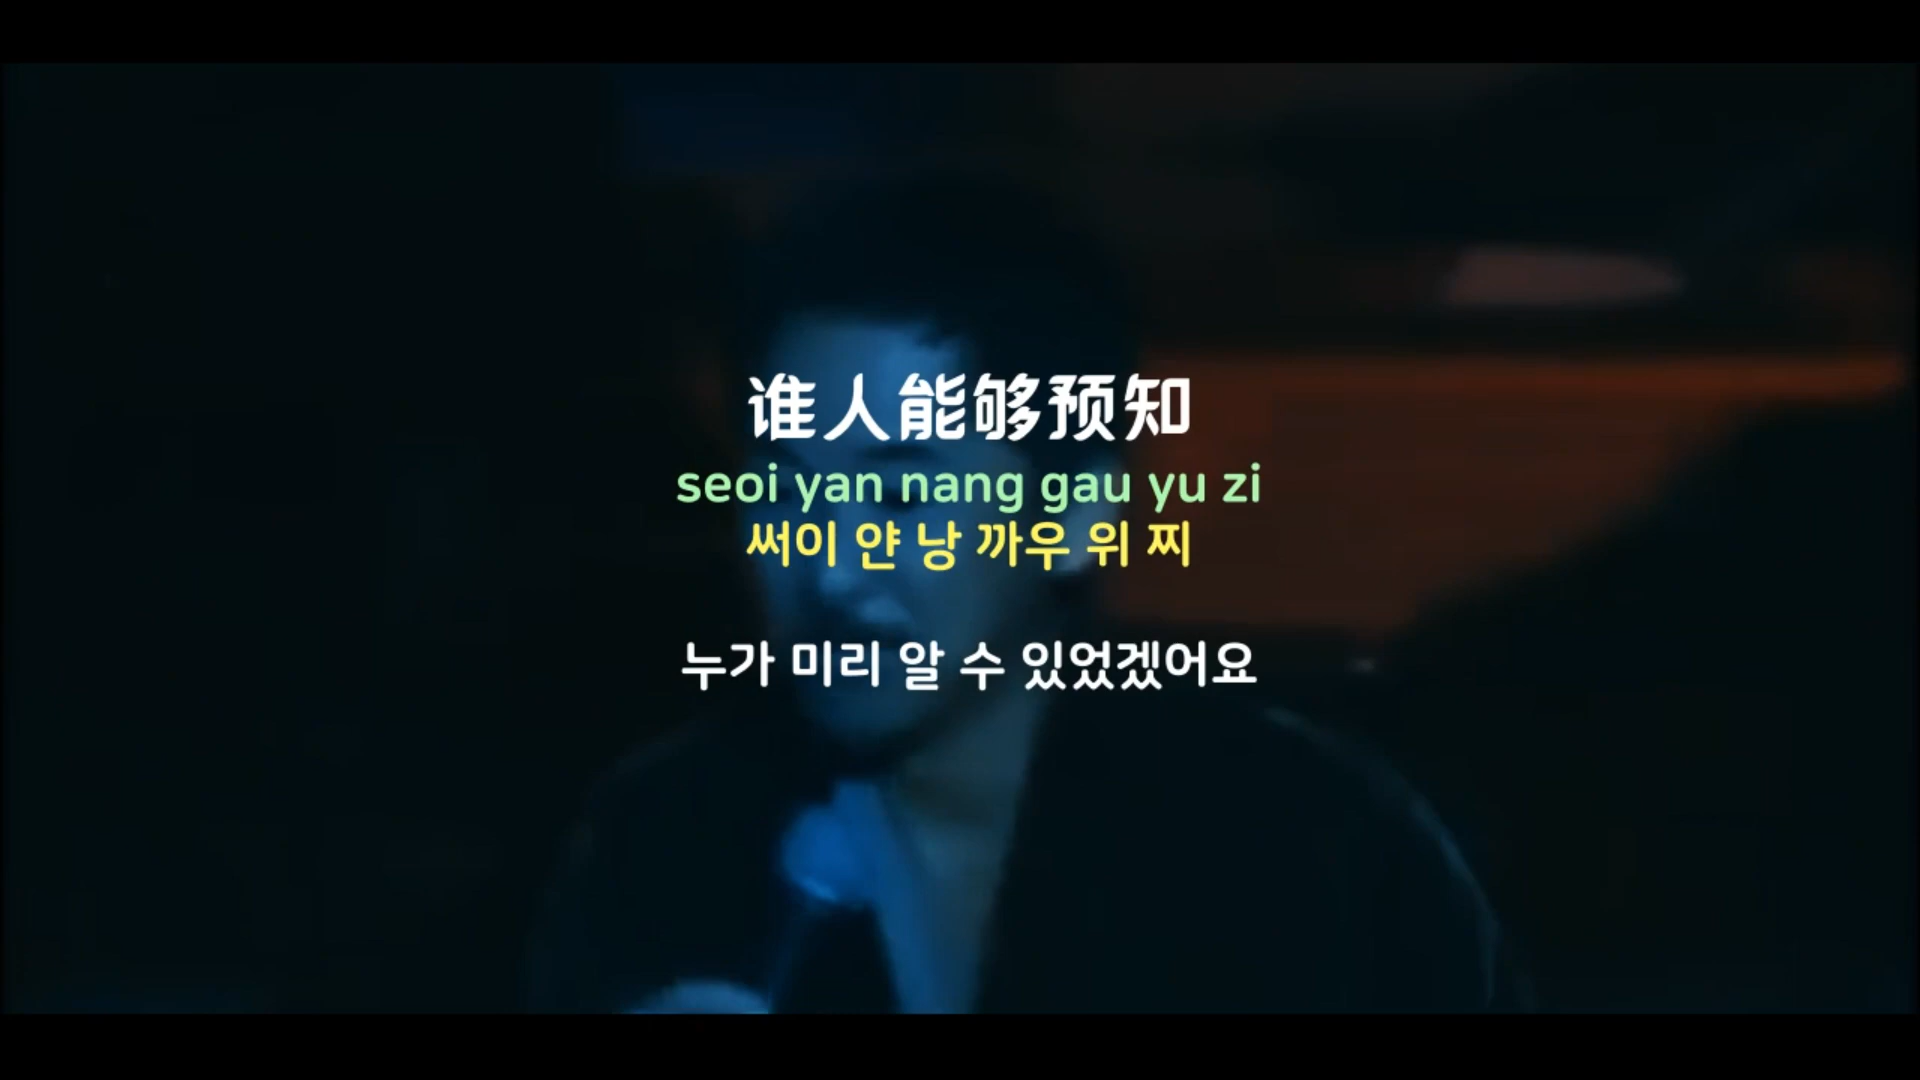 谁人能够预知
seoi yan nang gau yu zi
써이 얀 낭 까우 위 찌
누가 미리 알 수 있었겠어요